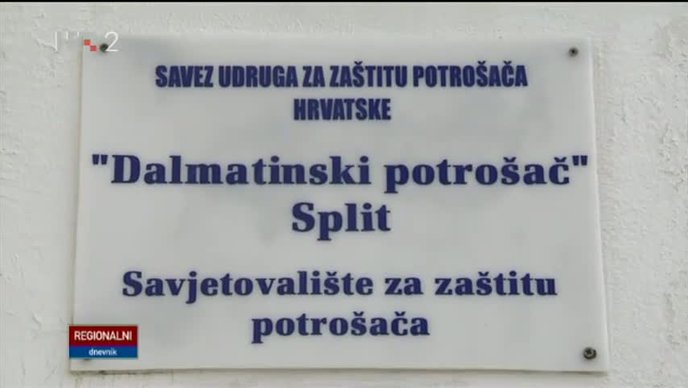 2
SAVEZ UDRUGA ZA ZAŠTITU POTROŠAČA
HRVATSKE
"Dalmatinski potrošač"
Split
Savjetovalište za zaštitu
potrošača
REGIONALNI
dnevnik